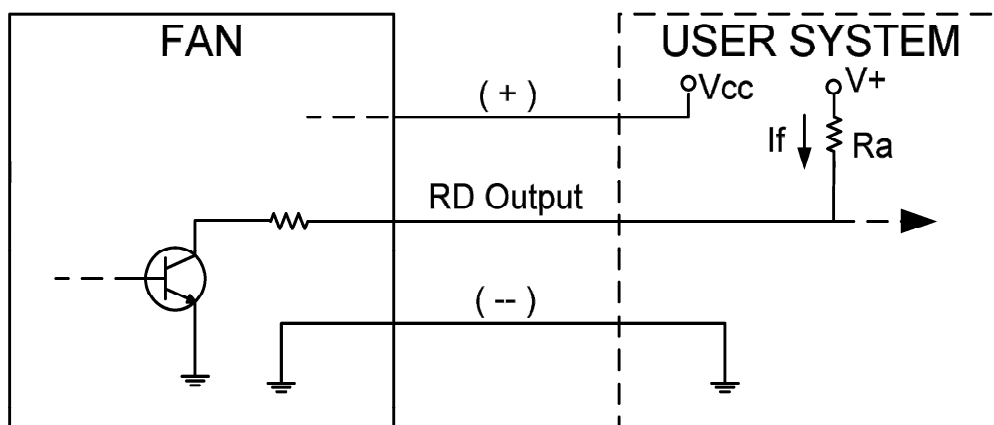 FAN
USER SYSTEM
( + )
Vcc
V+
If
Ra
RD Output
( -- )